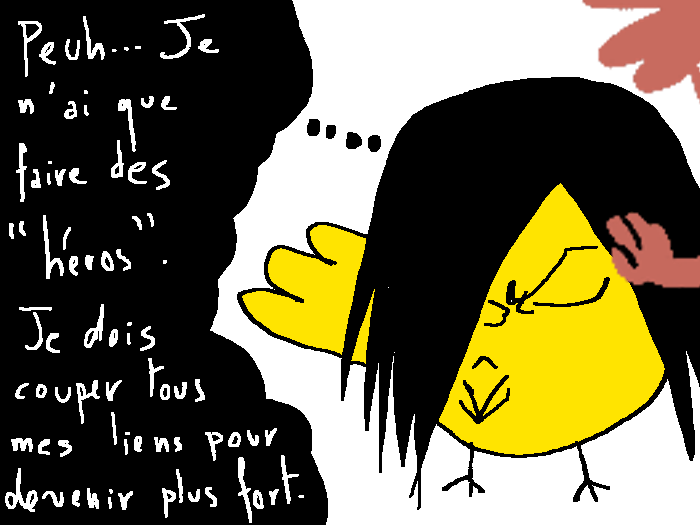 Peuh... Je
n'ai que
faire des
"héros".
Je dois
couper tous
mes liens pour
devenir plus fort.
....